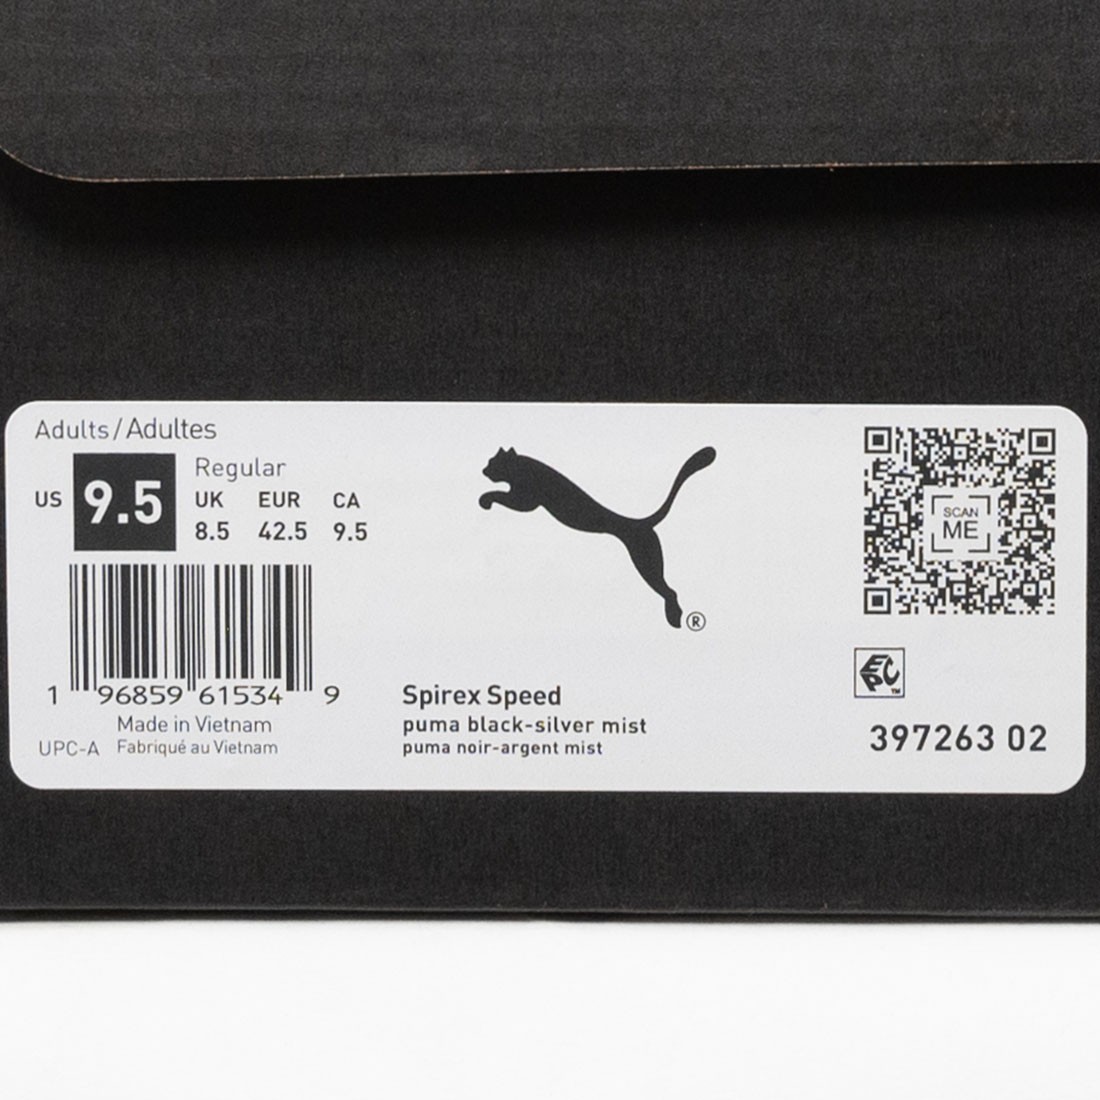 Adults/Adultes
US 9.5
Regular
UK EUR CA
8.5 42.5 9.5
SCAN
ME
®
1 96859 61534 9
Made in Vietnam
UPC-A Fabriqué au Vietnam
Spirex Speed
puma black-silver mist
puma noir-argent mist
EPC™
397263 02